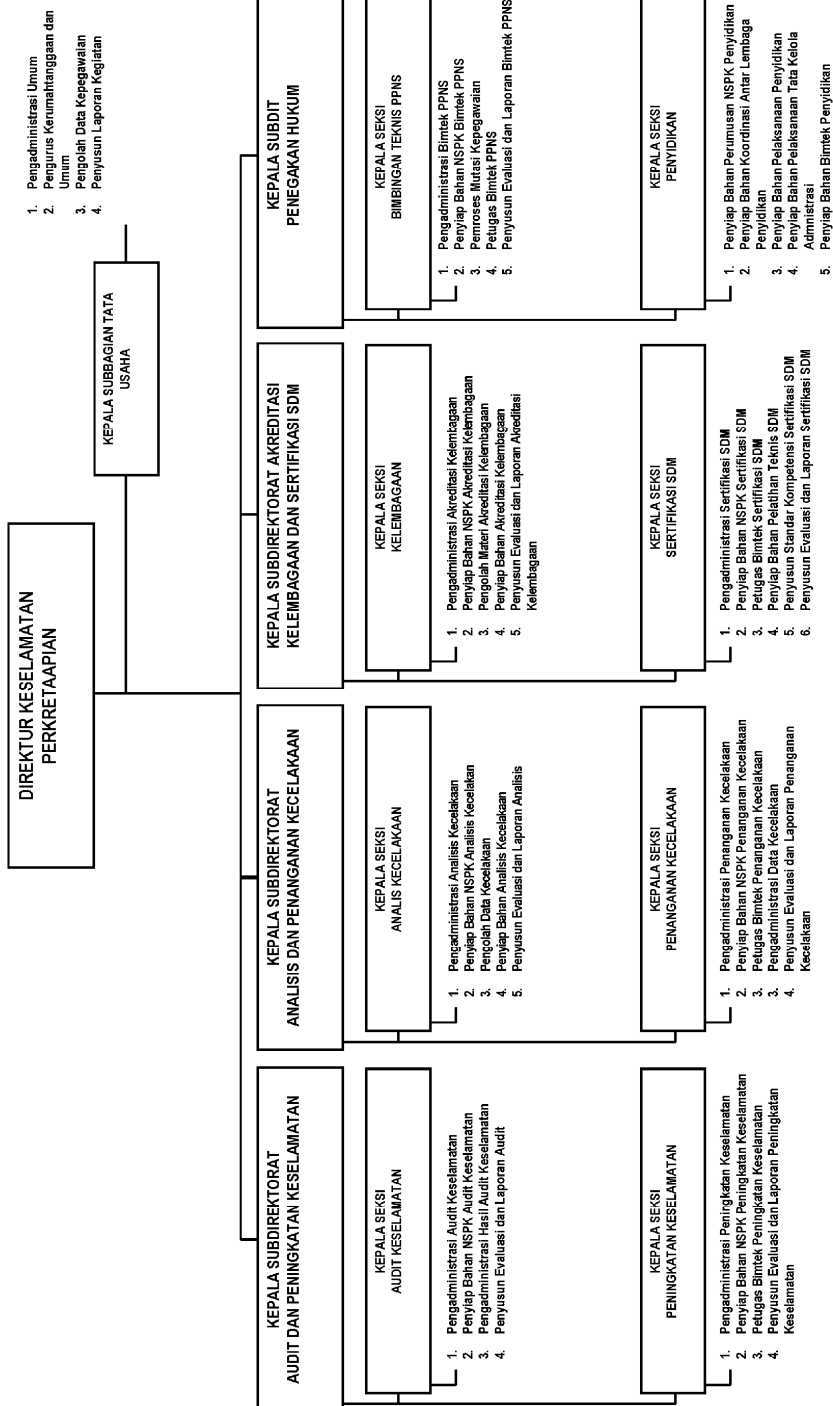 DIREKTUR KESELAMATAN
PERKRETAAPIAN
KEPALA SUBBAGIAN TATA
USAHA
1. Pengadministrasi Umum
2. Pengurus Kerumahtanggaan dan
Umum
3. Pengolah Data Kepegawaian
4. Penyusun Laporan Kegiatan
KEPALA SUBDIREKTORAT
AUDIT DAN PENINGKATAN KESELAMATAN
KEPALA SEKSI
AUDIT KESELAMATAN
1. Pengadministrasi Audit Keselamatan
2. Penyiap Bahan NSPK Audit Keselamatan
3. Pengadministrasi Hasil Audit Keselamatan
4. Penyusun Evaluasi dan Laporan Audit
KEPALA SEKSI
PENINGKATAN KESELAMATAN
1. Pengadministrasi Peningkatan Keselamatan
2. Penyiap Bahan NSPK Peningkatan Keselamatan
3. Petugas Bimtek Peningkatan Keselamatan
4. Penyusun Evaluasi dan Laporan Peningkatan
Keselamatan
KEPALA SUBDIREKTORAT
ANALISIS DAN PENANGANAN KECELAKAAN
KEPALA SEKSI
ANALIS KECELAKAAN
1. Pengadministrasi Analisis Kecelakaan
2. Penyiap Bahan NSPK Analisis Kecelakan
3. Pengolah Data Kecelakaan
4. Penyiap Bahan Analisis Kecelakaan
5. Penyusun Evaluasi dan Laporan Analisis
KEPALA SEKSI
PENANGANAN KECELAKAAN
1. Pengadministrasi Penanganan Kecelakaan
2. Penyiap Bahan NSPK Penanganan Kecelakaan
3. Petugas Bimtek Penanganan Kecelakaan
3. Pengadministrasi Data Kecelakaan
4. Penyusun Evaluasi dan Laporan Penanganan
Kecelakaan
KEPALA SUBDIREKTORAT AKREDITASI
KELEMBAGAAN DAN SERTIFIKASI SDM
KEPALA SEKSI
KELEMBAGAAN
1. Pengadministrasi Akreditasi Kelembagaan
2. Penyiap Bahan NSPK Akreditasi Kelembagaan
3. Pengolah Materi Akreditasi Kelembagaan
4. Penyiap Bahan Akreditasi Kelembagaan
5. Penyusun Evaluasi dan Laporan Akreditasi
Kelembagaan
KEPALA SEKSI
SERTIFIKASI SDM
1. Pengadministrasi Sertifikasi SDM
2. Penyiap Bahan NSPK Sertifikasi SDM
3. Petugas Bimtek Sertifikasi SDM
4. Penyiap Bahan Pelatihan Teknis SDM
5. Penyusun Standar Kompetensi Sertifikasi SDM
6. Penyusun Evaluasi dan Laporan Sertifikasi SDM
KEPALA SUBDIT
PENEGAKAN HUKUM
KEPALA SEKSI
BIMBINGAN TEKNIS PPNS
1. Pengadministrasi Bimtek PPNS
2. Penyiap Bahan NSPK Bimtek PPNS
3. Pemroses Mutasi Kepegawaian
4. Petugas Bimtek PPNS
5. Penyusun Evaluasi dan Laporan Bimtek PPNS
KEPALA SEKSI
PENYIDIKAN
1. Penyiap Bahan Perumusan NSPK Penyidikan
2. Penyiap Bahan Koordinasi Antar Lembaga
Penyidikan
3. Penyiap Bahan Pelaksanaan Penyidikan
4. Penyiap Bahan Pelaksanaan Tata Kelola
Admnistrasi
5. Penyiap Bahan Bimtek Penyidikan